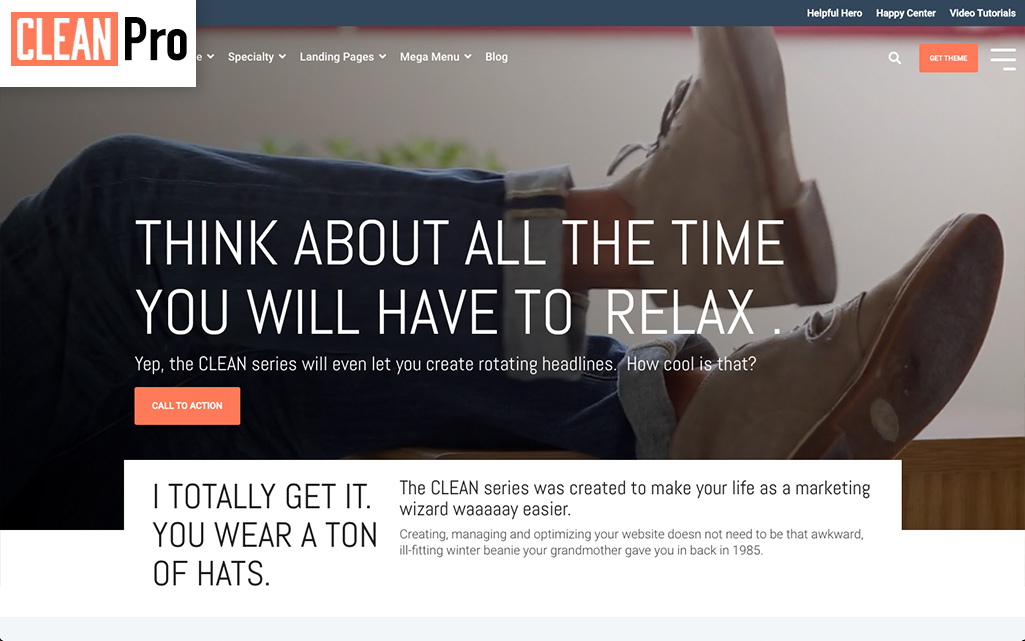 Helpful Hero Happy Center Video Tutorials
CLEAN Pro
Specialty Landing Pages Mega Menu Blog
GET THEME
THINK ABOUT ALL THE TIME
YOU WILL HAVE TO RELAX .
Yep, the CLEAN series will even let you create rotating headlines. How cool is that?
CALL TO ACTION
I TOTALLY GET IT.
YOU WEAR A TON
OF HATS.
The CLEAN series was created to make your life as a marketing
wizard waaaaay easier.
Creating, managing and optimizing your website doesn not need to be that awkward,
ill-fitting winter beanie your grandmother gave you in back in 1985.